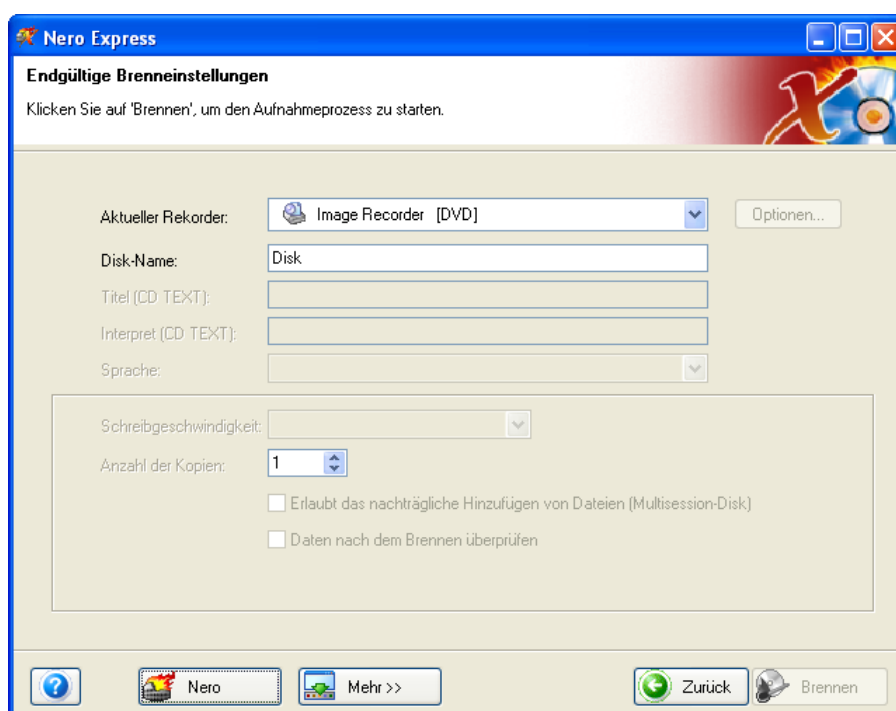 Nero Express
Endgültige Brenneinstellungen
Klicken Sie auf 'Brennen', um den Aufnahmeprozess zu starten.
Aktueller Rekorder: Image Recorder [DVD] Optionen...
Disk-Name: Disk
Titel (CD TEXT):
Interpret (CD TEXT):
Sprache:
Schreibgeschwindigkeit:
Anzahl der Kopien: 1
Erlaubt das nachträgliche Hinzufügen von Dateien (Multisession-Disk)
Daten nach dem Brennen überprüfen
Nero Mehr >> Zurück Brennen